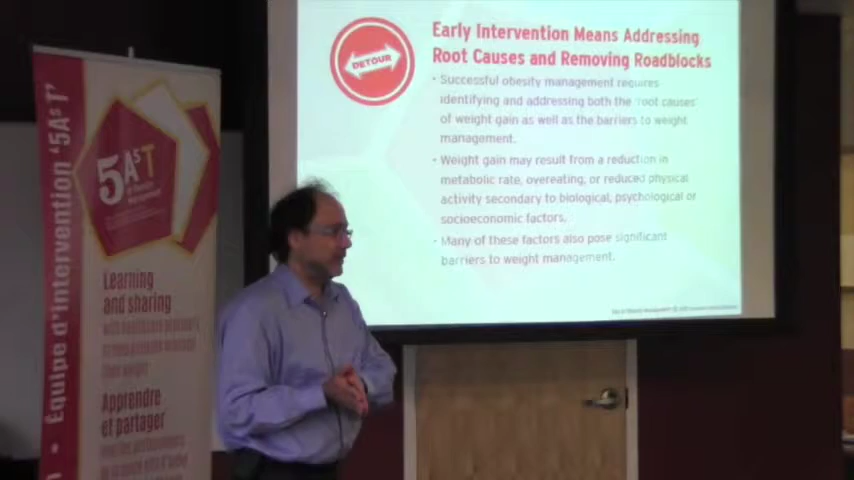 Équipe d'intervention '5AsT'
5AsT
Learning
and sharing
Apprendre
et partager
DETOUR
Early Intervention Means Addressing
Root Causes and Removing Roadblocks
• Successful obesity management requires
identifying and addressing both the 'root causes'
of weight gain as well as the barriers to weight
management.
• Weight gain may result from a reduction in
metabolic rate, overeating, or reduced physical
activity secondary to biological, psychological or
socioeconomic factors.
• Many of these factors also pose significant
barriers to weight management.